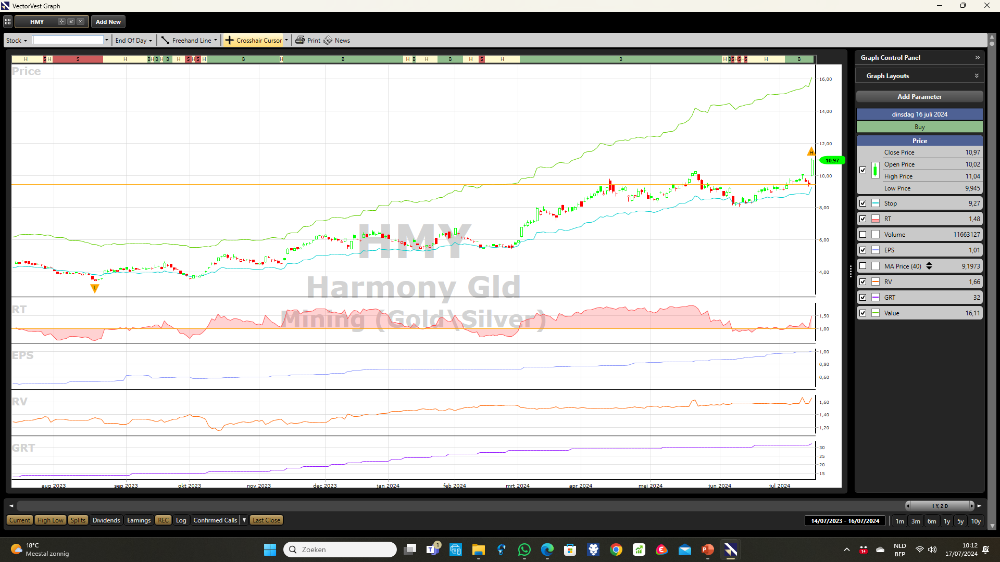 VectorVest Graph
HMY Add New
Stock End Of Day Freehand Line Crosshair Cursor Print News
H S H S H B H B H B H S H S H B H B H B H B H S H B H B S H S H S H B
Price
16,00
14,00
12,00
H
10,97
10,00
8,00
6,00
4,00
L
HMY
Harmony Gld
Mining (Gold\Silver)
RT
1,50
1,00
EPS
1,00
0,80
0,60
RV
1,60
1,40
1,20
GRT
30
25
20
15
aug 2023 sep 2023 okt 2023 nov 2023 dec 2023 jan 2024 feb 2024 mrt 2024 apr 2024 mei 2024 jun 2024 jul 2024
Graph Control Panel
Graph Layouts
Add Parameter
dinsdag 16 juli 2024
Buy
Price
Close Price 10,97
Open Price 10,02
High Price 11,04
Low Price 9,945
Stop 9,27
RT 1,48
Volume 11663127
EPS 1,01
MA Price (40) 9,1973
RV 1,66
GRT 32
Value 16,11
1 Y, 2 D
Current High Low Splits Dividends Earnings REC Log Confirmed Calls Last Close
14/07/2023 - 16/07/2024 1m 3m 6m 1y 5y 10y
18°C
Meestal zonnig
Zoeken
1
14
NLD
BEP
10:12
17/07/2024